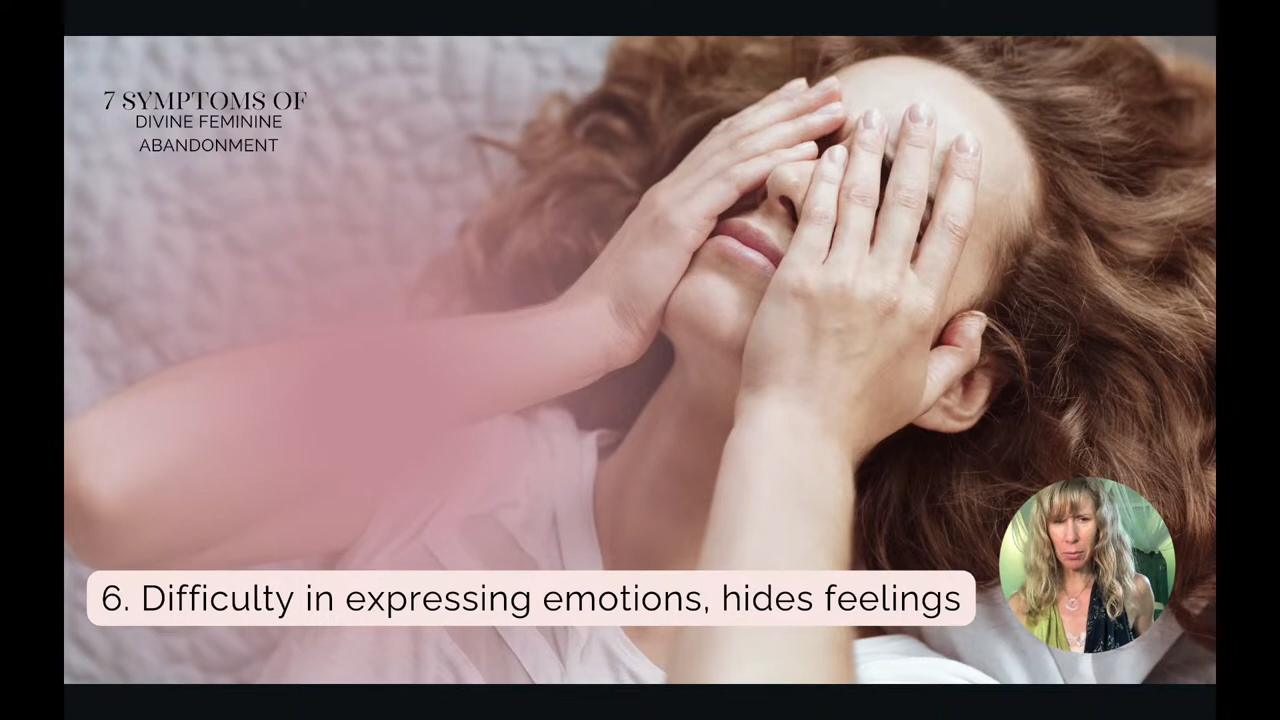 7 SYMPTOMS OF
DIVINE FEMININE
ABANDONMENT
6. Difficulty in expressing emotions, hides feelings